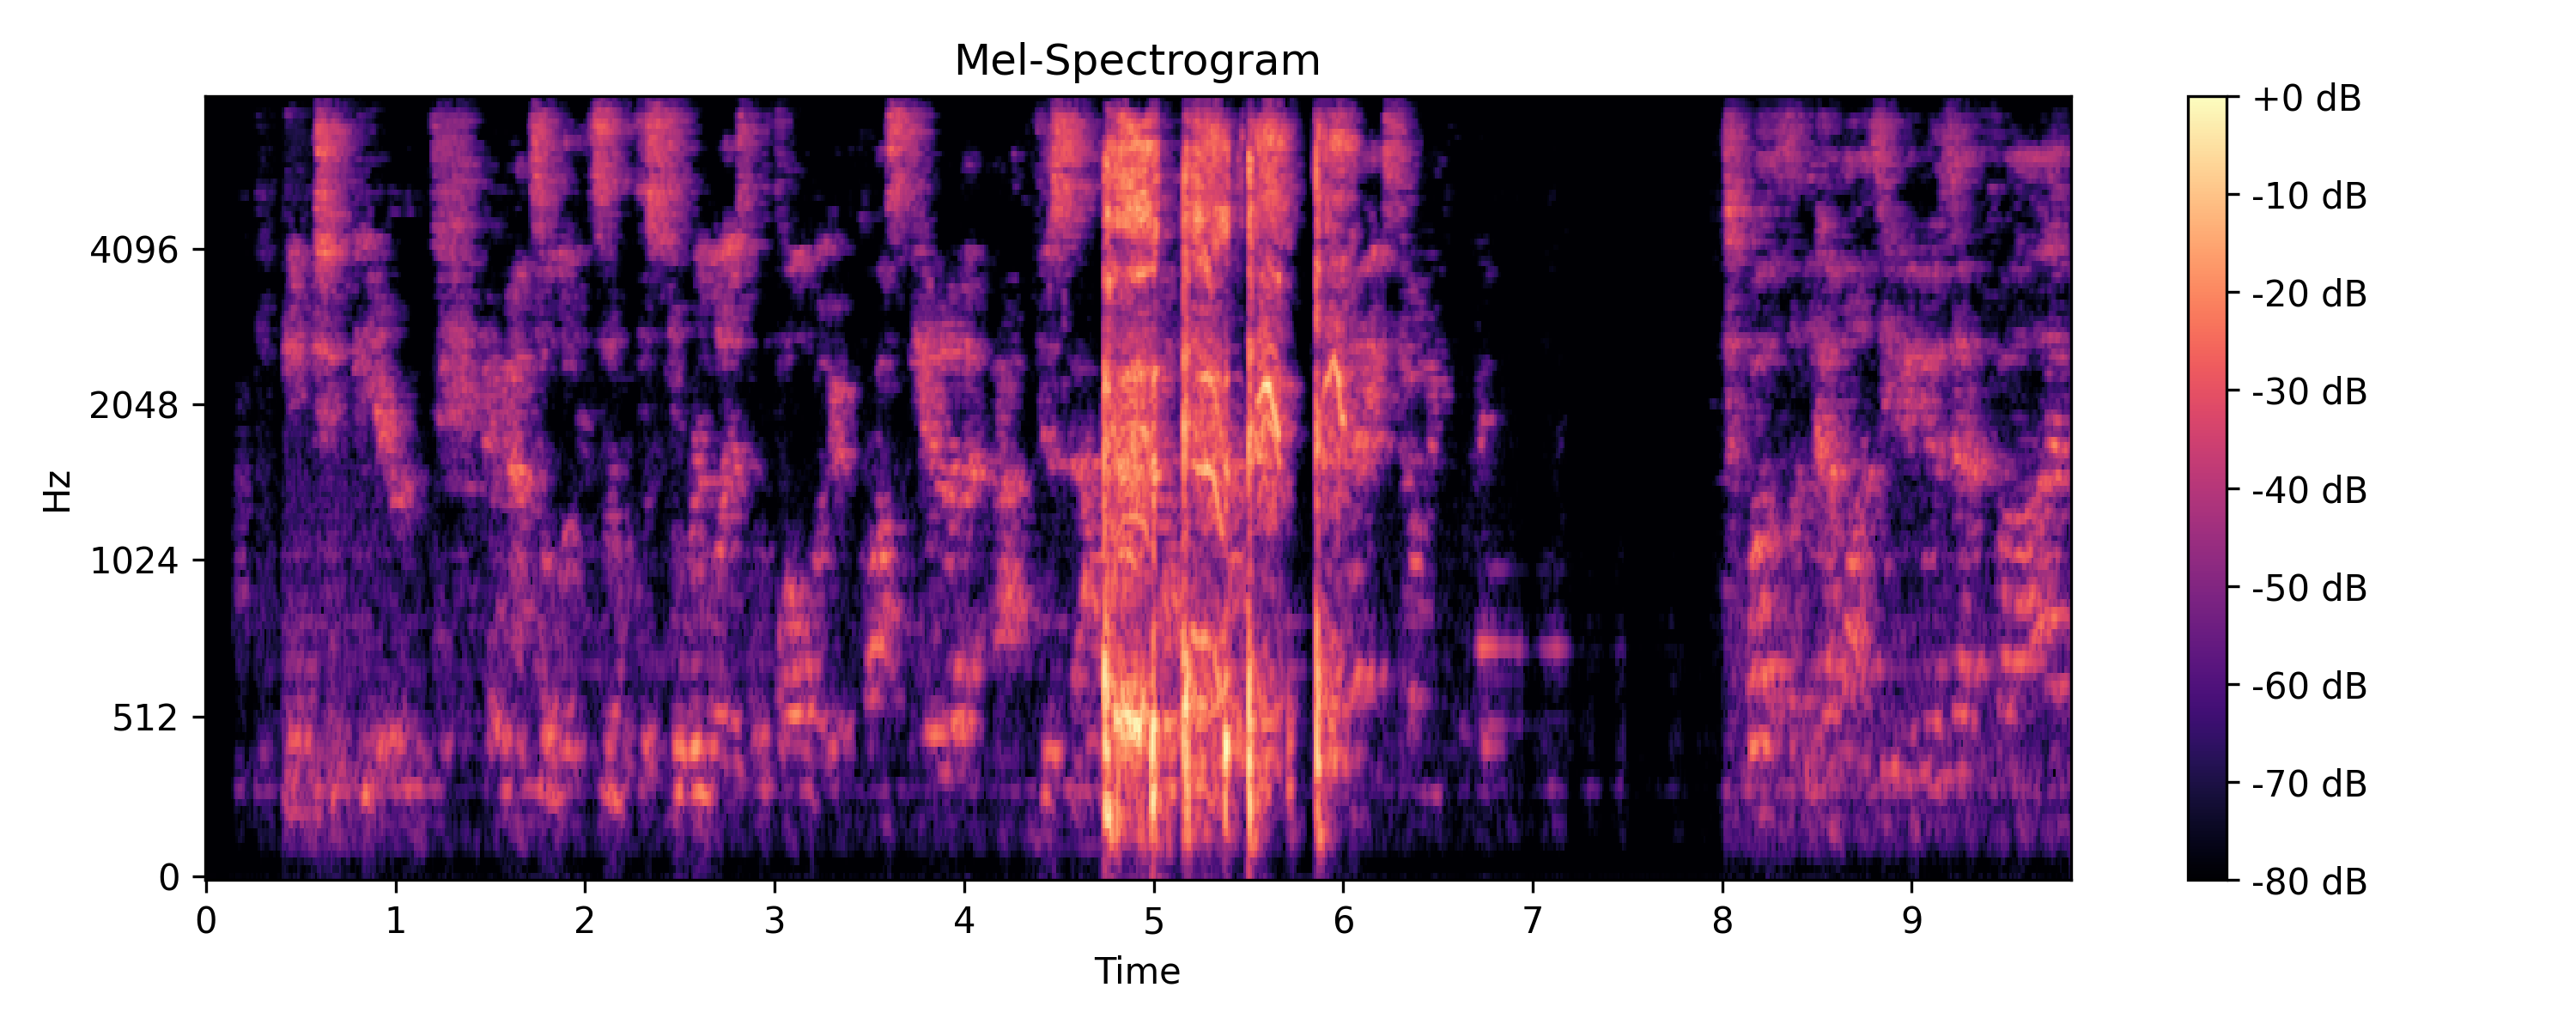 Mel-Spectrogram
Hz
4096
2048
1024
512
0
0 1 2 3 4 5 6 7 8 9
Time
+0 dB
-10 dB
-20 dB
-30 dB
-40 dB
-50 dB
-60 dB
-70 dB
-80 dB